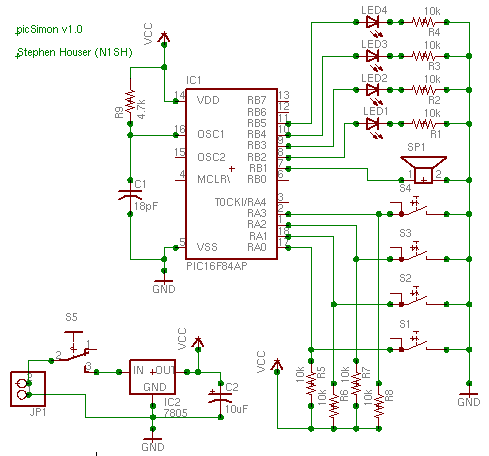 picSimon v1.0
Stephen Houser (N1SH)
VCC
R9
4.7k
C1
18pF
GND
IC1
14 VDD
16 OSC1
15 OSC2
4 MCLR\
5 VSS
RB7 13
RB6 12
RB5 11
RB4 10
RB3 9
RB2 8
RB1 7
RB0 6
T0CKI/RA4 3
RA3 2
RA2 1
RA1 18
RA0 17
PIC16F84AP
LED4
10k
R4
LED3
10k
R3
LED2
10k
R2
LED1
10k
R1
SP1
1 2
S4
S3
S2
S1
GND
S5
1
2
3
JP1
IN OUT
GND
IC2
7805
GND
VCC
C2
10uF
VCC
10k
R5
10k
R6
10k
R7
10k
R8